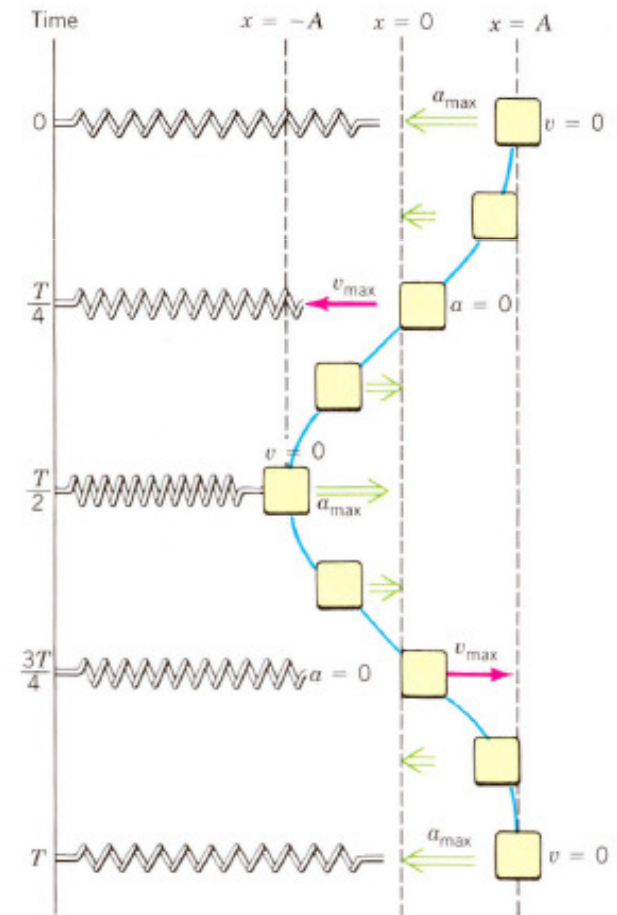 Time x = −A x = 0 x = A
0 a_max v = 0
T/4 v_max a = 0
v = 0
T/2 a_max
3T/4 a = 0 v_max
T a_max v = 0